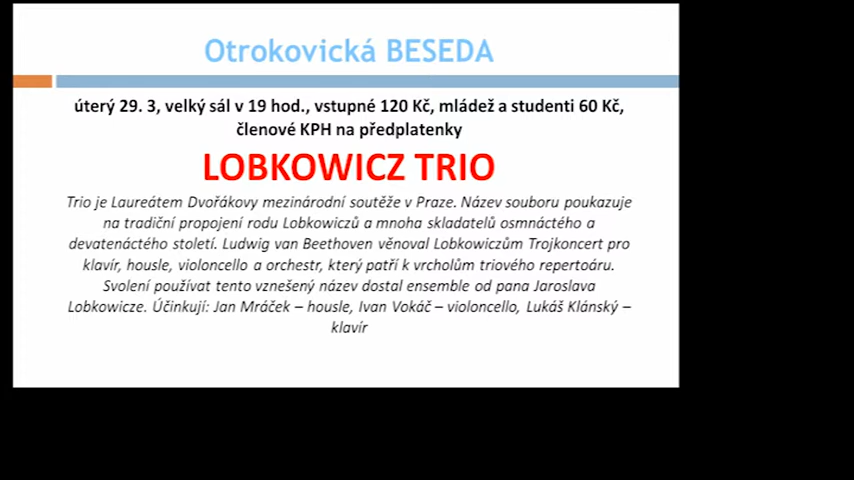 Otrokovická BESEDA
úterý 29. 3, velký sál v 19 hod., vstupné 120 Kč, mládež a studenti 60 Kč,
členové KPH na předplatenky
LOBKOWICZ TRIO
Trio je Laureátem Dvořákovy mezinárodní soutěže v Praze. Název souboru poukazuje
na tradiční propojení rodu Lobkowiczů a mnoha skladatelů osmnáctého a
devatenáctého století. Ludwig van Beethoven věnoval Lobkowiczům Trojkoncert pro
klavír, housle, violoncello a orchestr, který patří k vrcholům triového repertoáru.
Svolení používat tento vznešený název dostal ensemble od pana Jaroslava
Lobkowicze. Účinkují: Jan Mráček – housle, Ivan Vokáč – violoncello, Lukáš Klánský –
klavír